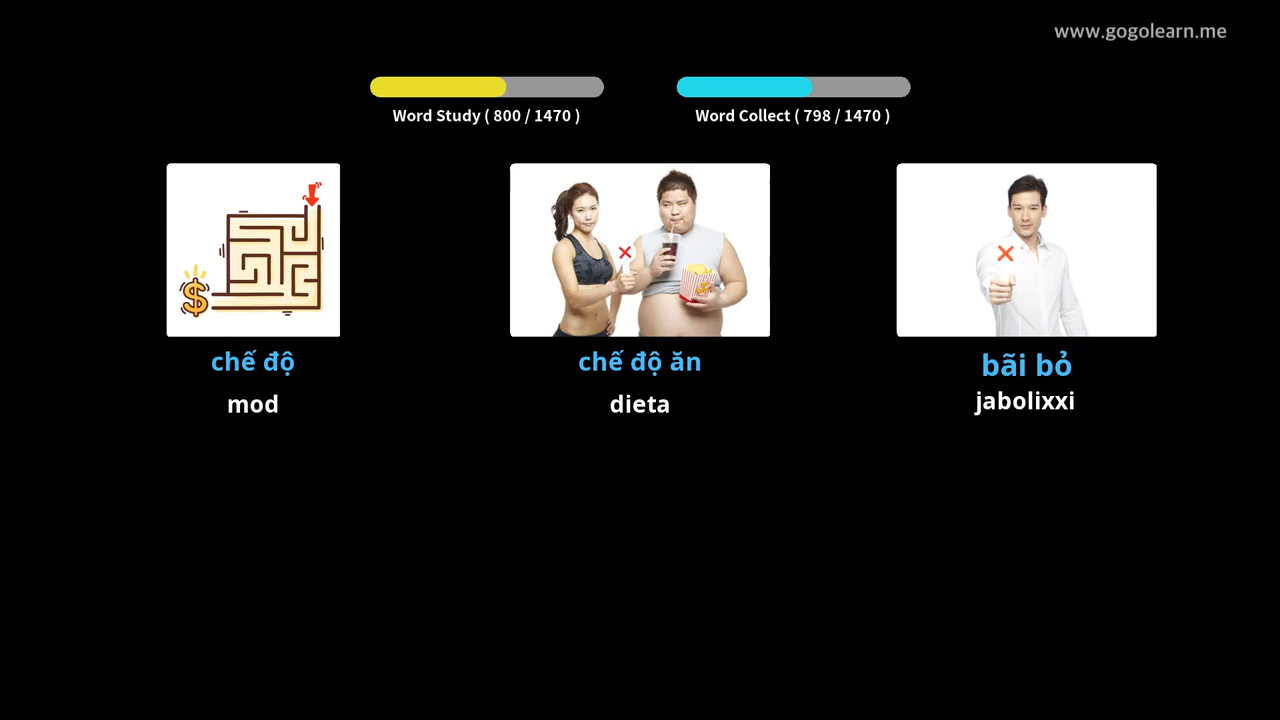 www.gogolearn.me
Word Study ( 800 / 1470 )
Word Collect ( 798 / 1470 )
chế độ
mod
chế độ ăn
dieta
bãi bỏ
jabolixxi